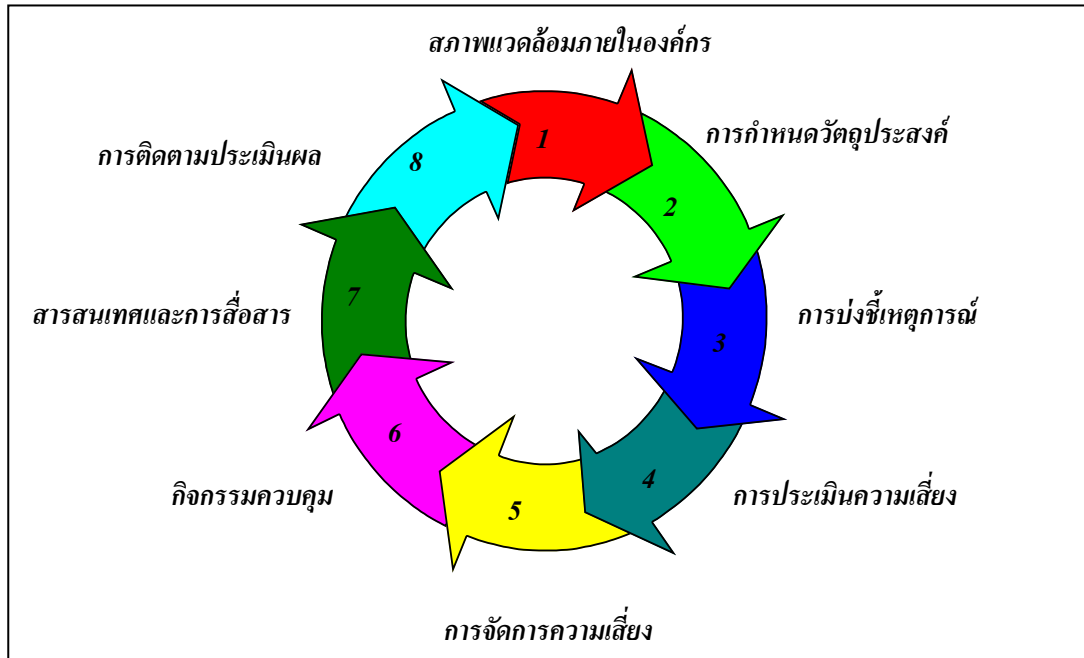 สภาพแวดล้อมภายในองค์กร
1
การกำหนดวัตถุประสงค์
2
การบ่งชี้เหตุการณ์
3
การประเมินความเสี่ยง
4
การจัดการความเสี่ยง
5
กิจกรรมควบคุม
6
สารสนเทศและการสื่อสาร
7
การติดตามประเมินผล
8